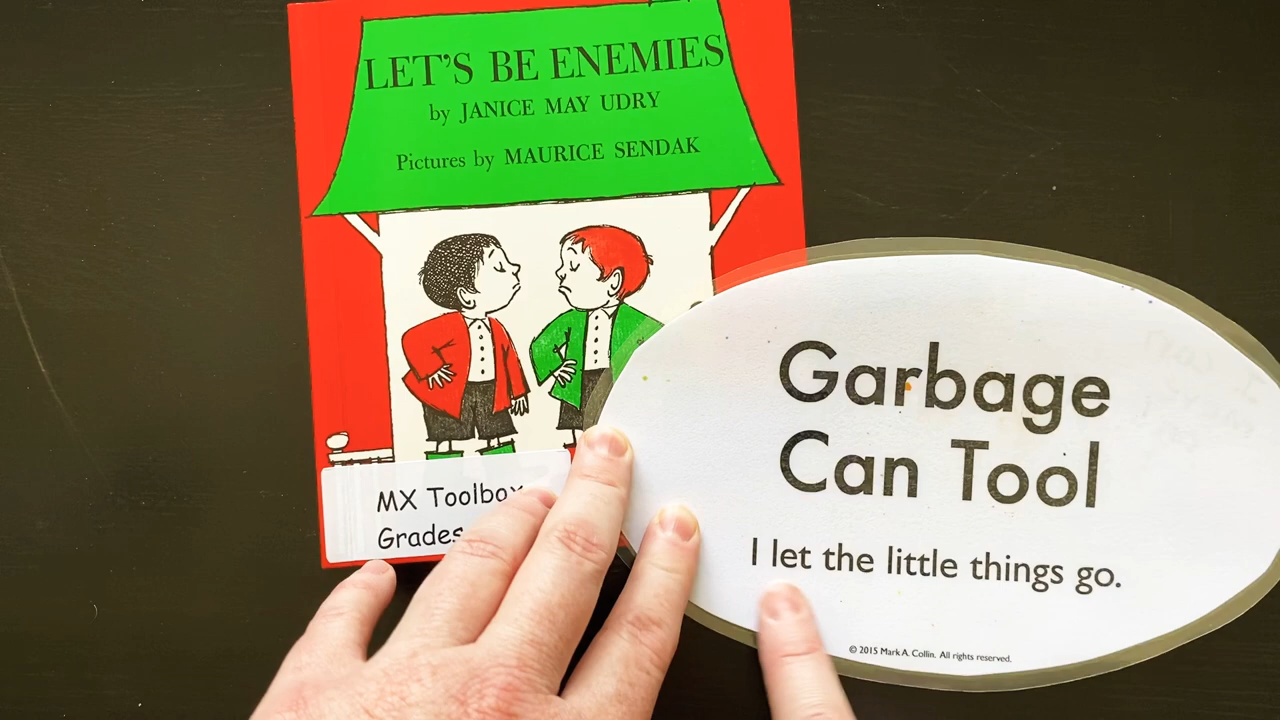 LET'S BE ENEMIES
by JANICE MAY UDRY
Pictures by MAURICE SENDAK
MX Toolbox
Grades
Garbage
Can Tool
I let the little things go.
© 2015 Mark A. Collin. All rights reserved.